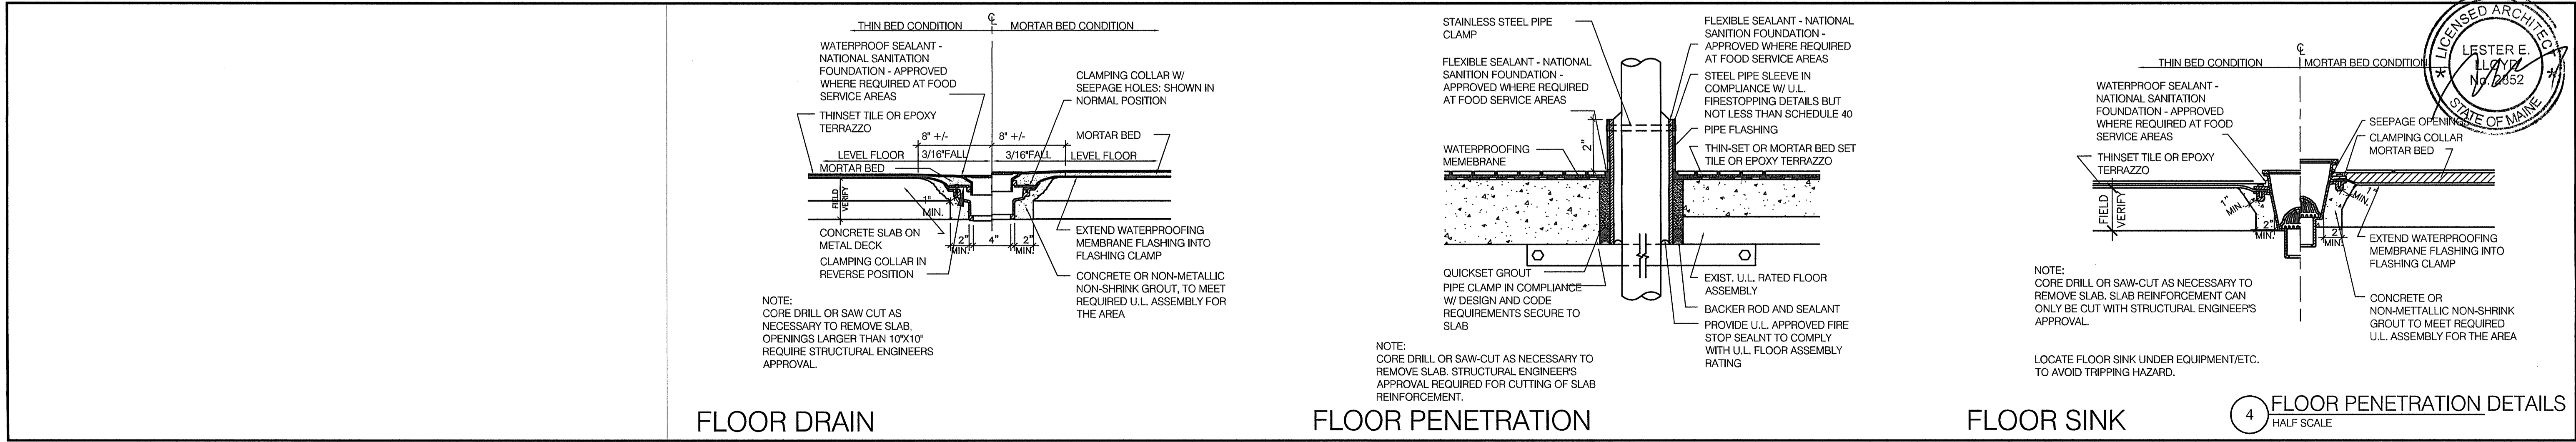 THIN BED CONDITION
MORTAR BED CONDITION
WATERPROOF SEALANT -
NATIONAL SANITATION
FOUNDATION - APPROVED
WHERE REQUIRED AT FOOD
SERVICE AREAS
THINSET TILE OR EPOXY
TERRAZZO
CLAMPING COLLAR W/
SEEPAGE HOLES: SHOWN IN
NORMAL POSITION
8" +/-
8" +/-
MORTAR BED
LEVEL FLOOR
3/16"FALL
3/16"FALL
LEVEL FLOOR
MORTAR BED
FIELD
VERIFY
1"
MIN.
CONCRETE SLAB ON
METAL DECK
2"
MIN.
4"
2"
MIN.
CLAMPING COLLAR IN
REVERSE POSITION
EXTEND WATERPROOFING
MEMBRANE FLASHING INTO
FLASHING CLAMP
CONCRETE OR NON-METALLIC
NON-SHRINK GROUT, TO MEET
REQUIRED U.L. ASSEMBLY FOR
THE AREA
NOTE:
CORE DRILL OR SAW CUT AS
NECESSARY TO REMOVE SLAB,
OPENINGS LARGER THAN 10"X10"
REQUIRE STRUCTURAL ENGINEERS
APPROVAL.
FLOOR DRAIN
STAINLESS STEEL PIPE
CLAMP
FLEXIBLE SEALANT - NATIONAL
SANITION FOUNDATION -
APPROVED WHERE REQUIRED
AT FOOD SERVICE AREAS
2"
WATERPROOFING
MEMEBRANE
FLEXIBLE SEALANT - NATIONAL
SANITION FOUNDATION -
APPROVED WHERE REQUIRED
AT FOOD SERVICE AREAS
STEEL PIPE SLEEVE IN
COMPLIANCE W/ U.L.
FIRESTOPPING DETAILS BUT
NOT LESS THAN SCHEDULE 40
PIPE FLASHING
THIN-SET OR MORTAR BED SET
TILE OR EPOXY TERRAZZO
QUICKSET GROUT
PIPE CLAMP IN COMPLIANCE
W/ DESIGN AND CODE
REQUIREMENTS SECURE TO
SLAB
EXIST. U.L. RATED FLOOR
ASSEMBLY
BACKER ROD AND SEALANT
PROVIDE U.L. APPROVED FIRE
STOP SEALNT TO COMPLY
WITH U.L. FLOOR ASSEMBLY
RATING
NOTE:
CORE DRILL OR SAW-CUT AS NECESSARY TO
REMOVE SLAB. STRUCTURAL ENGINEER'S
APPROVAL REQUIRED FOR CUTTING OF SLAB
REINFORCEMENT.
FLOOR PENETRATION
THIN BED CONDITION
MORTAR BED CONDITION
WATERPROOF SEALANT -
NATIONAL SANITATION
FOUNDATION - APPROVED
WHERE REQUIRED AT FOOD
SERVICE AREAS
THINSET TILE OR EPOXY
TERRAZZO
SEEPAGE OPENING
CLAMPING COLLAR
MORTAR BED
FIELD
VERIFY
1"
MIN.
2"
MIN.
1"
MIN.
2"
MIN.
EXTEND WATERPROOFING
MEMBRANE FLASHING INTO
FLASHING CLAMP
CONCRETE OR
NON-METTALLIC NON-SHRINK
GROUT TO MEET REQUIRED
U.L. ASSEMBLY FOR THE AREA
NOTE:
CORE DRILL OR SAW-CUT AS NECESSARY TO
REMOVE SLAB. SLAB REINFORCEMENT CAN
ONLY BE CUT WITH STRUCTURAL ENGINEER'S
APPROVAL.
LOCATE FLOOR SINK UNDER EQUIPMENT/ETC.
TO AVOID TRIPPING HAZARD.
FLOOR SINK
LICENSED ARCHITECT
LESTER E.
LLOYD
No. 2852
STATE OF MAINE
4
FLOOR PENETRATION DETAILS
HALF SCALE